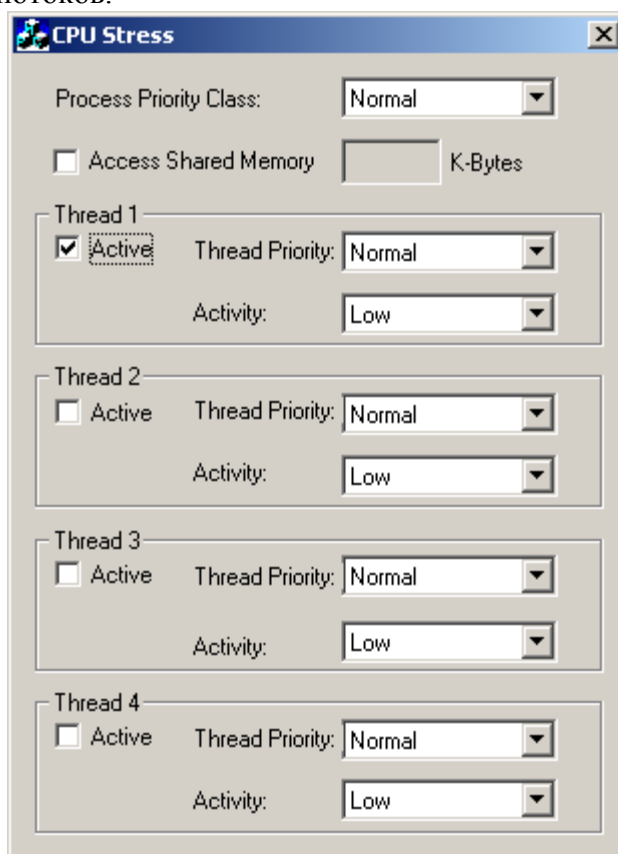 потоков.
CPU Stress
Process Priority Class: Normal
Access Shared Memory K-Bytes
Thread 1
Active Thread Priority: Normal
Activity: Low
Thread 2
Active Thread Priority: Normal
Activity: Low
Thread 3
Active Thread Priority: Normal
Activity: Low
Thread 4
Active Thread Priority: Normal
Activity: Low